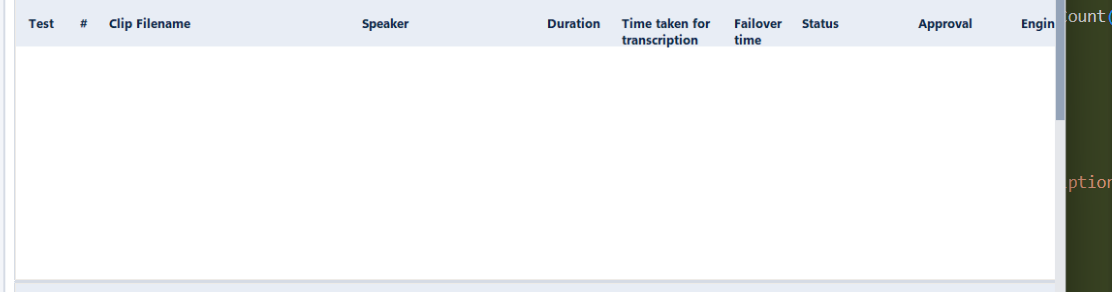 Test # Clip Filename Speaker Duration Time taken for transcription Failover time Status Approval Engin
ount(
ption